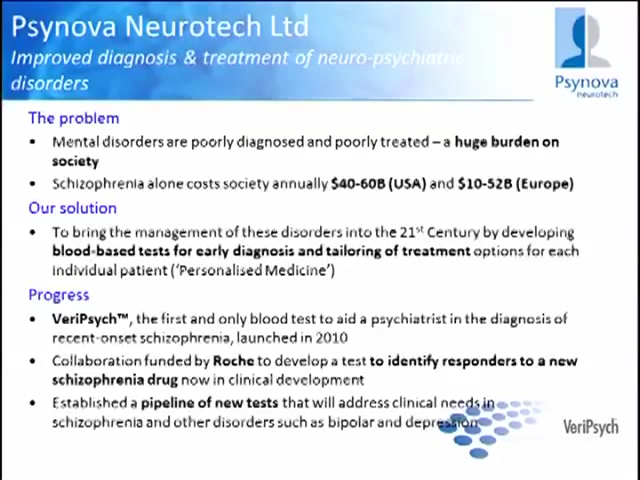 Psynova Neurotech Ltd
Improved diagnosis & treatment of neuro-psychiatric
disorders
Psynova
neurotech
The problem
• Mental disorders are poorly diagnosed and poorly treated – a huge burden on
society
• Schizophrenia alone costs society annually $40-60B (USA) and $10-52B (Europe)
Our solution
• To bring the management of these disorders into the 21st Century by developing
blood-based tests for early diagnosis and tailoring of treatment options for each
individual patient ('Personalised Medicine')
Progress
• VeriPsych™, the first and only blood test to aid a psychiatrist in the diagnosis of
recent-onset schizophrenia, launched in 2010
• Collaboration funded by Roche to develop a test to identify responders to a new
schizophrenia drug now in clinical development
• Established a pipeline of new tests that will address clinical needs in
schizophrenia and other disorders such as bipolar and depression
VeriPsych